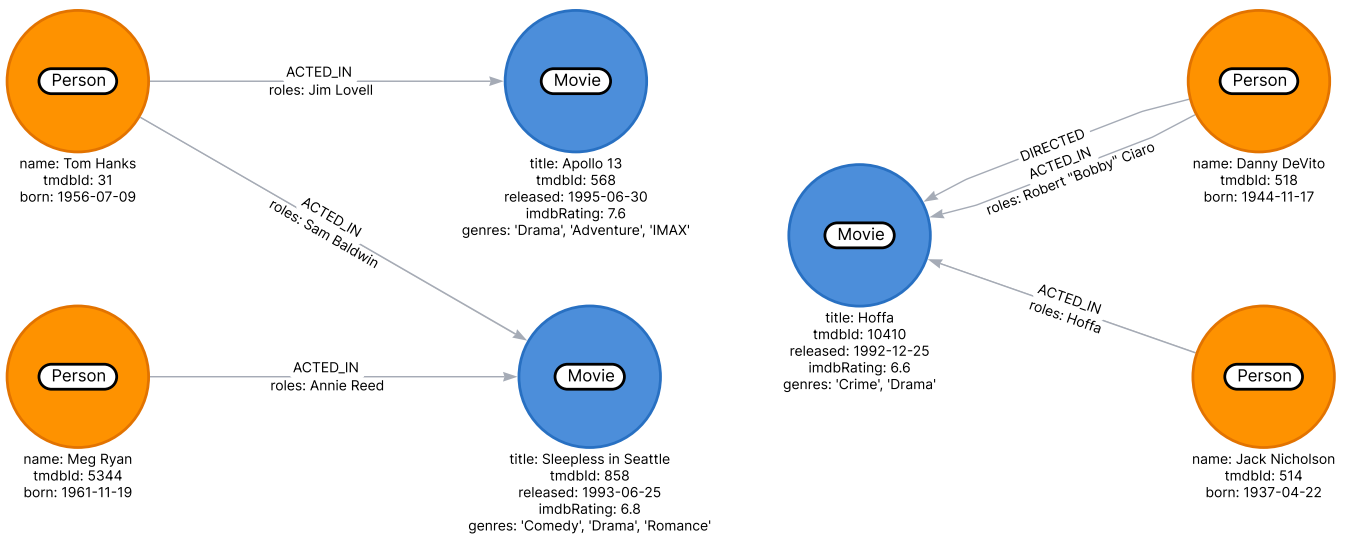 Person
name: Tom Hanks
tmdbId: 31
born: 1956-07-09
ACTED_IN
roles: Jim Lovell
Movie
title: Apollo 13
tmdbId: 568
released: 1995-06-30
imdbRating: 7.6
genres: 'Drama', 'Adventure', 'IMAX'
ACTED_IN
roles: Sam Baldwin
Person
name: Meg Ryan
tmdbId: 5344
born: 1961-11-19
ACTED_IN
roles: Annie Reed
Movie
title: Sleepless in Seattle
tmdbId: 858
released: 1993-06-25
imdbRating: 6.8
genres: 'Comedy', 'Drama', 'Romance'
Person
name: Danny DeVito
tmdbId: 518
born: 1944-11-17
DIRECTED
ACTED_IN
roles: Robert "Bobby" Ciaro
Movie
title: Hoffa
tmdbId: 10410
released: 1992-12-25
imdbRating: 6.6
genres: 'Crime', 'Drama'
ACTED_IN
roles: Hoffa
Person
name: Jack Nicholson
tmdbId: 514
born: 1937-04-22